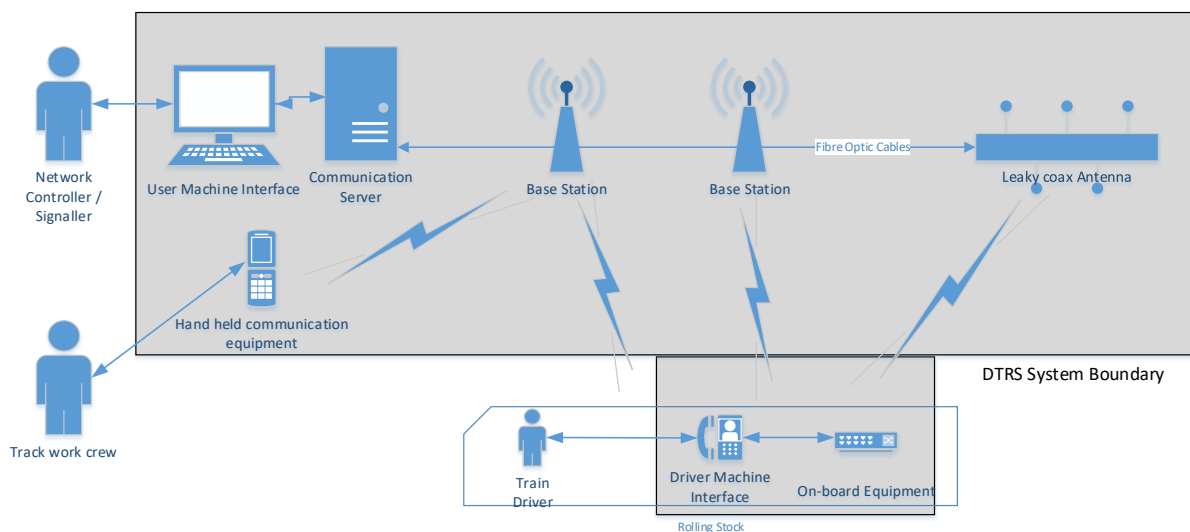 Network
Controller /
Signaller
User Machine Interface
Communication
Server
Base Station
Base Station
Fibre Optic Cables
Leaky coax Antenna
Hand held communication
equipment
Track work crew
DTRS System Boundary
Train
Driver
Driver Machine
Interface
On-board Equipment
Rolling Stock